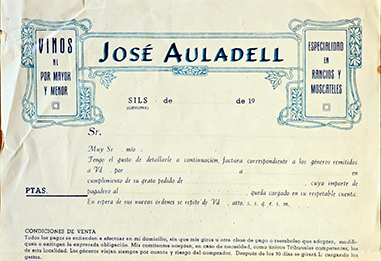 VINOS
AL
POR MAYOR
Y MENOR
JOSÉ AULADELL
ESPECIALIDAD
EN
RANCIOS Y
MOSCATELES
SILS de de 19
(GERONA)
Sr.
Muy Sr. mío:
Tengo el gusto de detallarle a continuación, factura correspondiente a los géneros remitidos
a Vd. por a en
cumplimiento de su grato pedido de cuyo importe de
PTAS. pagadero al queda cargado en su respetable cuenta.
En espera de sus nuevas órdenes se repite de Vd. atto. s. s. q. e. s. m.
CONDICIONES DE VENTA
Todos los pagos se entienden a efectuar en mi domicilio, sin que mis giros u otra clase de pago o reembolso que adopten, modifi-
quen o extingan la expresada obligación. Mis comitentes aceptan, en caso de necesidad, como únicos Tribunales competentes, los
de esta localidad. Los géneros viajan siempre por cuenta y riesgo del comprador. Después de los 30 días se girará L/ cargando los
gastos.